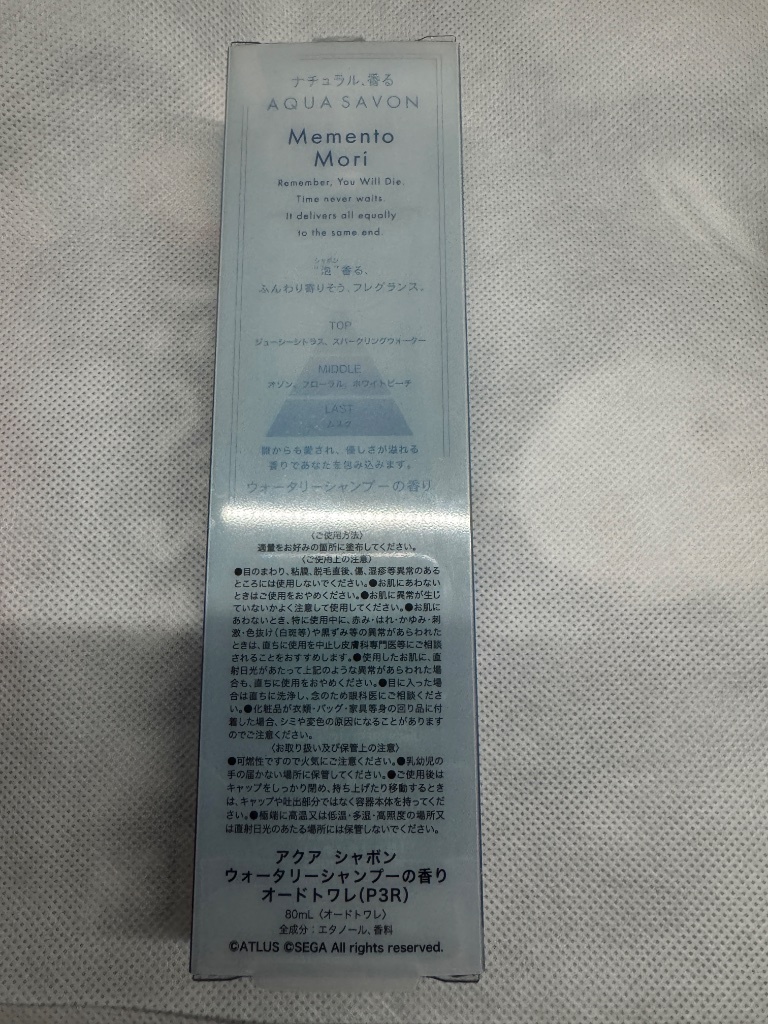 ナチュラル、香る
AQUA SAVON
Memento
Mori
Remember, You Will Die.
Time never waits.
It delivers all equally
to the same end.
シャボン
"泡"香る、
ふんわり寄りそう、フレグランス。
TOP
ジューシーシトラス、スパークリングウォーター
MIDDLE
オゾン、フローラル、ホワイトピーチ
LAST
ムスク
誰からも愛され、優しさが溢れる
香りであなたを包み込みます。
ウォータリーシャンプーの香り
〈ご使用方法〉
適量をお好みの箇所に塗布してください。
〈ご使用上の注意〉
●目のまわり、粘膜、脱毛直後、傷、湿疹等異常のある
ところには使用しないでください。●お肌にあわない
ときはご使用をおやめください。●お肌に異常が生じ
ていないかよく注意して使用してください。●お肌に
あわないとき、特に使用中に、赤み・はれ・かゆみ・刺
激・色抜け(白斑等)や黒ずみ等の異常があらわれた
ときは、直ちに使用を中止し皮膚科専門医等にご相談
されることをおすすめします。●使用したお肌に、直
射日光があたって上記のような異常があらわれた場
合も、直ちに使用をおやめください。●目に入った場
合は直ちに洗浄し、念のため眼科医にご相談くださ
い。●化粧品が衣類・バッグ・家具等身の回り品に付
着した場合、シミや変色の原因になることがあります
のでご注意ください。
〈お取り扱い及び保管上の注意〉
●可燃性ですので火気にご注意ください。●乳幼児の
手の届かない場所に保管してください。●ご使用後は
キャップをしっかり閉め、持ち上げたり移動するとき
は、キャップや吐出部分ではなく容器本体を持ってくだ
さい。●極端に高温又は低温・多湿・高照度の場所又
は直射日光のあたる場所には保管しないでください。
アクア シャボン
ウォータリーシャンプーの香り
オードトワレ(P3R)
80mL〈オードトワレ〉
全成分：エタノール、香料
©ATLUS ©SEGA All rights reserved.